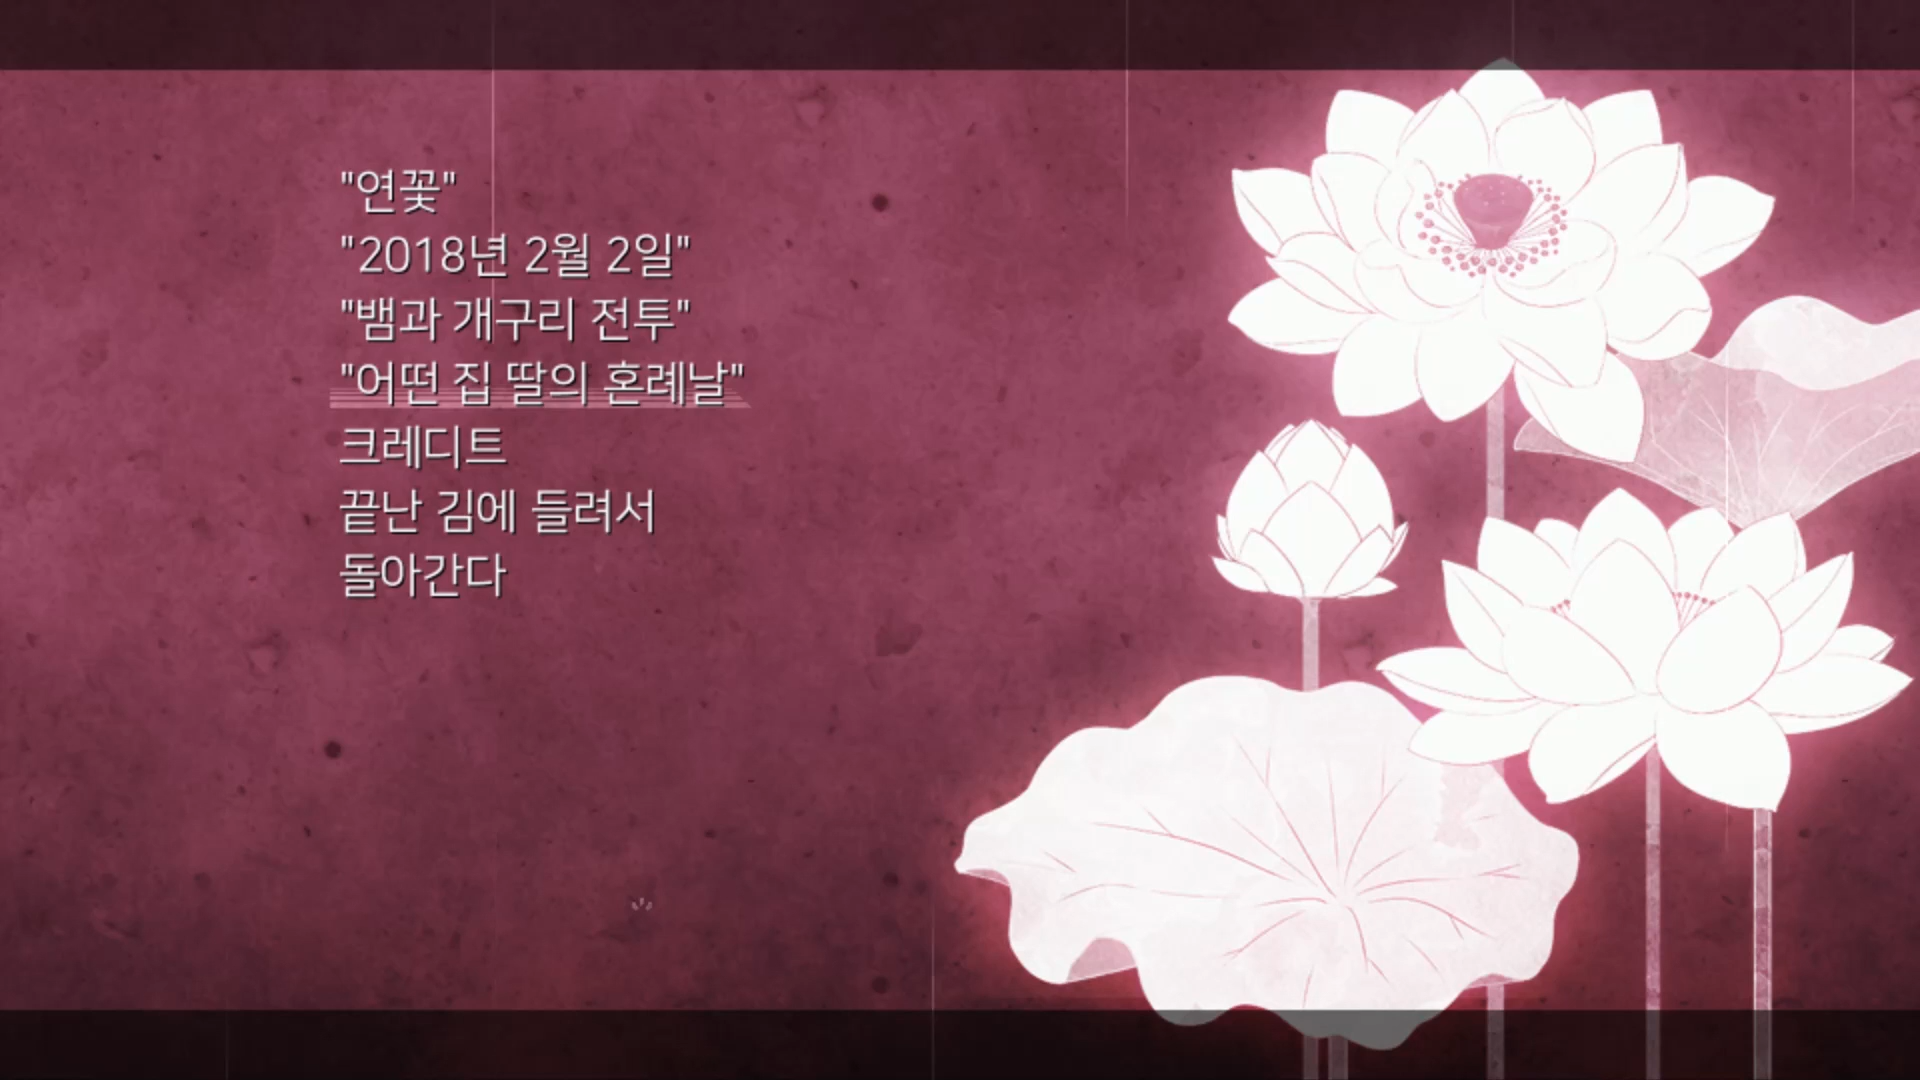 "연꽃"
"2018년 2월 2일"
"뱀과 개구리 전투"
"어떤 집 딸의 혼례날"
크레디트
끝난 김에 들려서
돌아간다